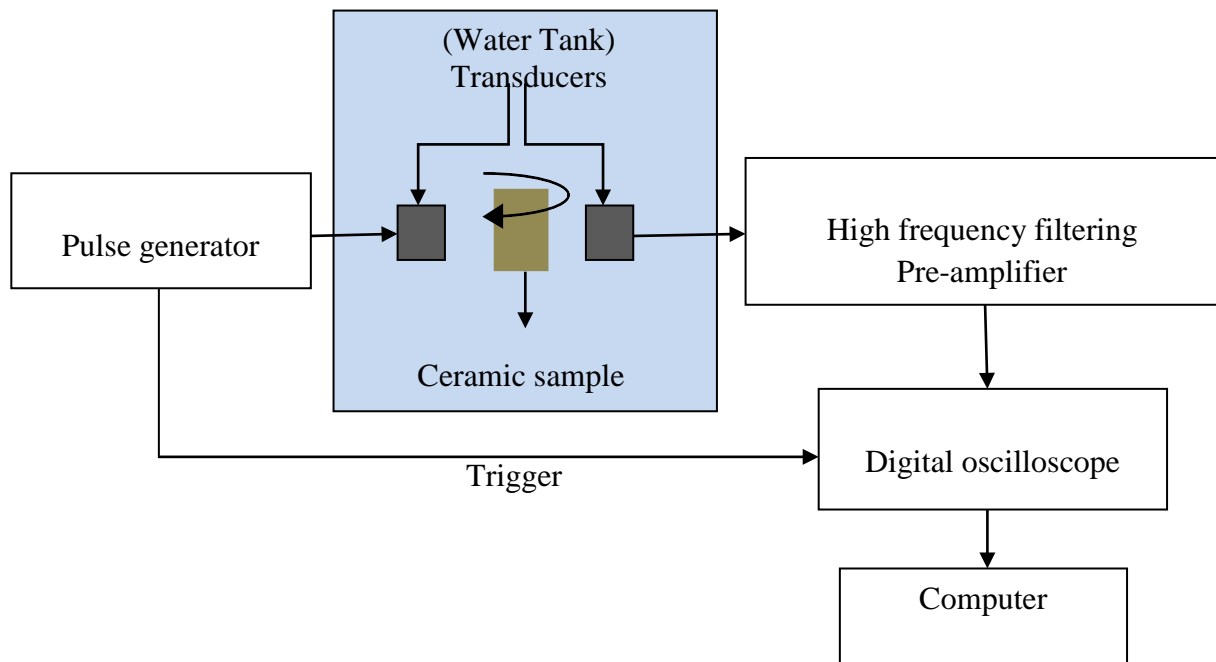 (Water Tank)
Transducers
Pulse generator
High frequency filtering
Pre-amplifier
Ceramic sample
Trigger
Digital oscilloscope
Computer